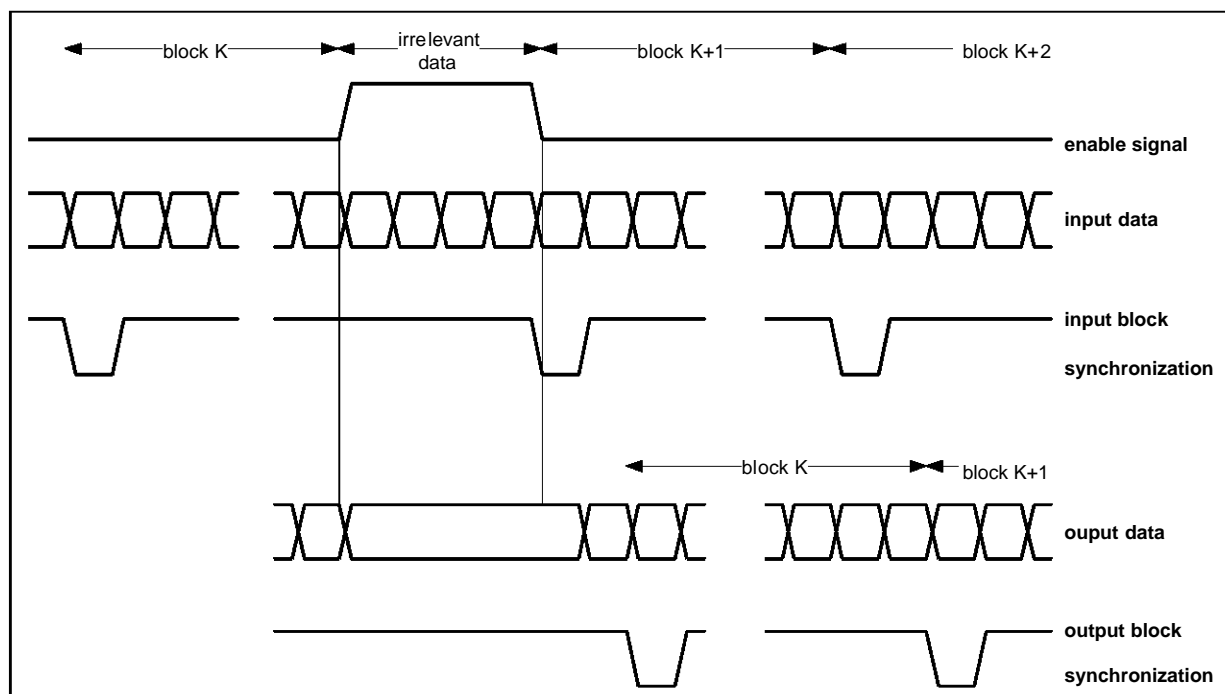 block K
irrelevant
data
block K+1
block K+2
enable signal
input data
input block
synchronization
block K
block K+1
ouput data
output block
synchronization